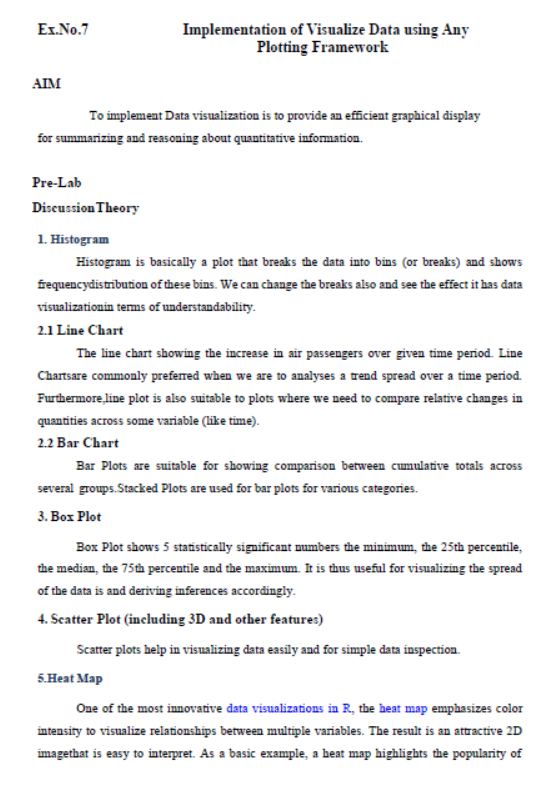 Ex.No.7 Implementation of Visualize Data using Any
Plotting Framework
AIM
To implement Data visualization is to provide an efficient graphical display
for summarizing and reasoning about quantitative information.
Pre-Lab
DiscussionTheory
1. Histogram
Histogram is basically a plot that breaks the data into bins (or breaks) and shows
frequencydistribution of these bins. We can change the breaks also and see the effect it has data
visualizationin terms of understandability.
2.1 Line Chart
The line chart showing the increase in air passengers over given time period. Line
Chartsare commonly preferred when we are to analyses a trend spread over a time period.
Furthermore,line plot is also suitable to plots where we need to compare relative changes in
quantities across some variable (like time).
2.2 Bar Chart
Bar Plots are suitable for showing comparison between cumulative totals across
several groups.Stacked Plots are used for bar plots for various categories.
3. Box Plot
Box Plot shows 5 statistically significant numbers the minimum, the 25th percentile,
the median, the 75th percentile and the maximum. It is thus useful for visualizing the spread
of the data is and deriving inferences accordingly.
4. Scatter Plot (including 3D and other features)
Scatter plots help in visualizing data easily and for simple data inspection.
5.Heat Map
One of the most innovative data visualizations in R, the heat map emphasizes color
intensity to visualize relationships between multiple variables. The result is an attractive 2D
imagethat is easy to interpret. As a basic example, a heat map highlights the popularity of